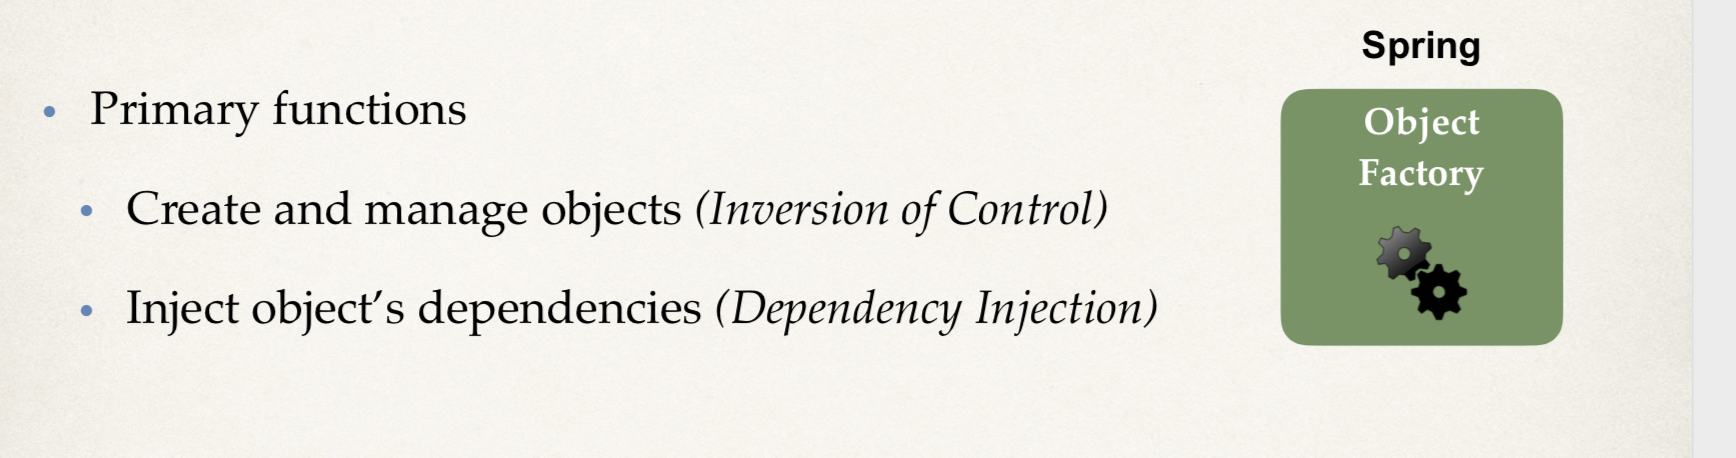 Spring
Object
Factory
• Primary functions
• Create and manage objects (Inversion of Control)
• Inject object’s dependencies (Dependency Injection)